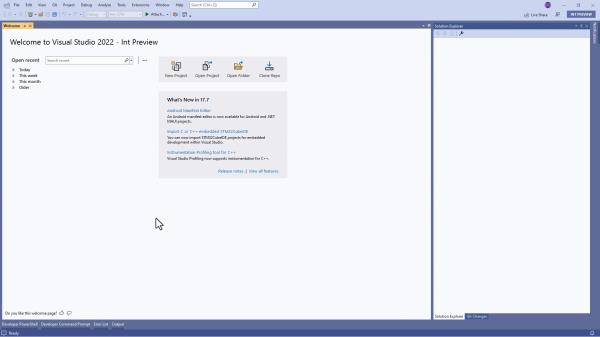 File Edit View Git Project Debug Analyze Tools Extensions Window Help Search (Ctrl+Q)
Attach...
Live Share
INT PREVIEW
Welcome
Solution Explorer
Notifications
Welcome to Visual Studio 2022 - Int Preview
Open recent
Search recent
Today
This week
This month
Older
New Project Open Project Open Folder Clone Repo
What's New in 17.7
Android Manifest Editor
An Android manifest editor is now available for Android and .NET
MAUI projects.
Import C or C++ embedded STM32CubeIDE
You can now import STM32CubeIDE projects for embedded
development within Visual Studio.
Instrumentation Profiling tool for C++
Visual Studio Profiling now supports instrumentation for C++.
Release notes | View all features
Do you like this welcome page?
Solution Explorer Git Changes
Developer PowerShell Developer Command Prompt Error List Output
Ready